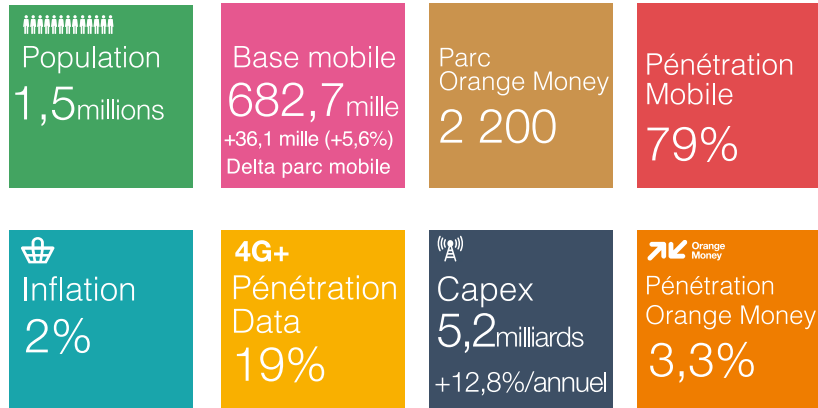 Population
1,5millions
Base mobile
682,7mille
+36,1 mille (+5,6%)
Delta parc mobile
Parc
Orange Money
2 200
Pénétration
Mobile
79%
Inflation
2%
4G+
Pénétration
Data
19%
Capex
5,2milliards
+12,8%/annuel
Orange
Money
Pénétration
Orange Money
3,3%